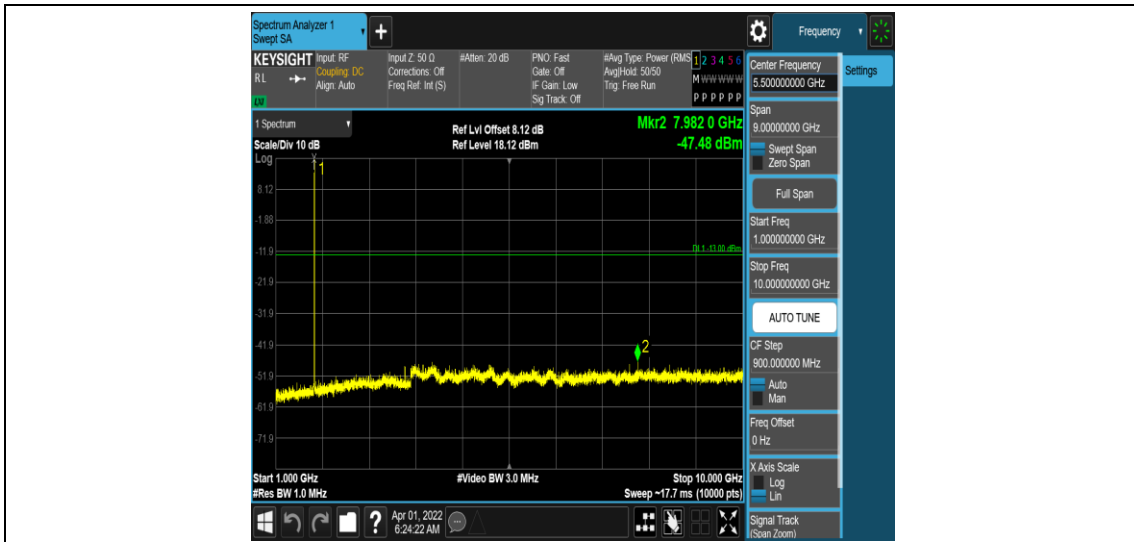 Spectrum Analyzer 1
Swept SA
+
Frequency
KEYSIGHT
RL
LXI
Input: RF
Coupling: DC
Align: Auto
Input Z: 50 Ω
Corrections: Off
Freq Ref: Int (S)
#Atten: 20 dB
PNO: Fast
Gate: Off
IF Gain: Low
Sig Track: Off
#Avg Type: Power (RMS
Avg|Hold: 50/50
Trig: Free Run
1 2 3 4 5 6
M W W W W W
P P P P P P
Settings
1 Spectrum
Scale/Div 10 dB
Log
Ref Lvl Offset 8.12 dB
Ref Level 18.12 dBm
Mkr2 7.982 0 GHz
-47.48 dBm
1
8.12
-1.88
-11.9
DL1 -13.00 dBm
-21.9
-31.9
-41.9
2
-51.9
-61.9
-71.9
Start 1.000 GHz
#Res BW 1.0 MHz
#Video BW 3.0 MHz
Stop 10.000 GHz
Sweep ~17.7 ms (10000 pts)
Center Frequency
5.500000000 GHz
Span
9.00000000 GHz
Swept Span
Zero Span
Full Span
Start Freq
1.000000000 GHz
Stop Freq
10.000000000 GHz
AUTO TUNE
CF Step
900.000000 MHz
Auto
Man
Freq Offset
0 Hz
X Axis Scale
Log
Lin
Signal Track
(Span Zoom)
?
Apr 01, 2022
6:24:22 AM